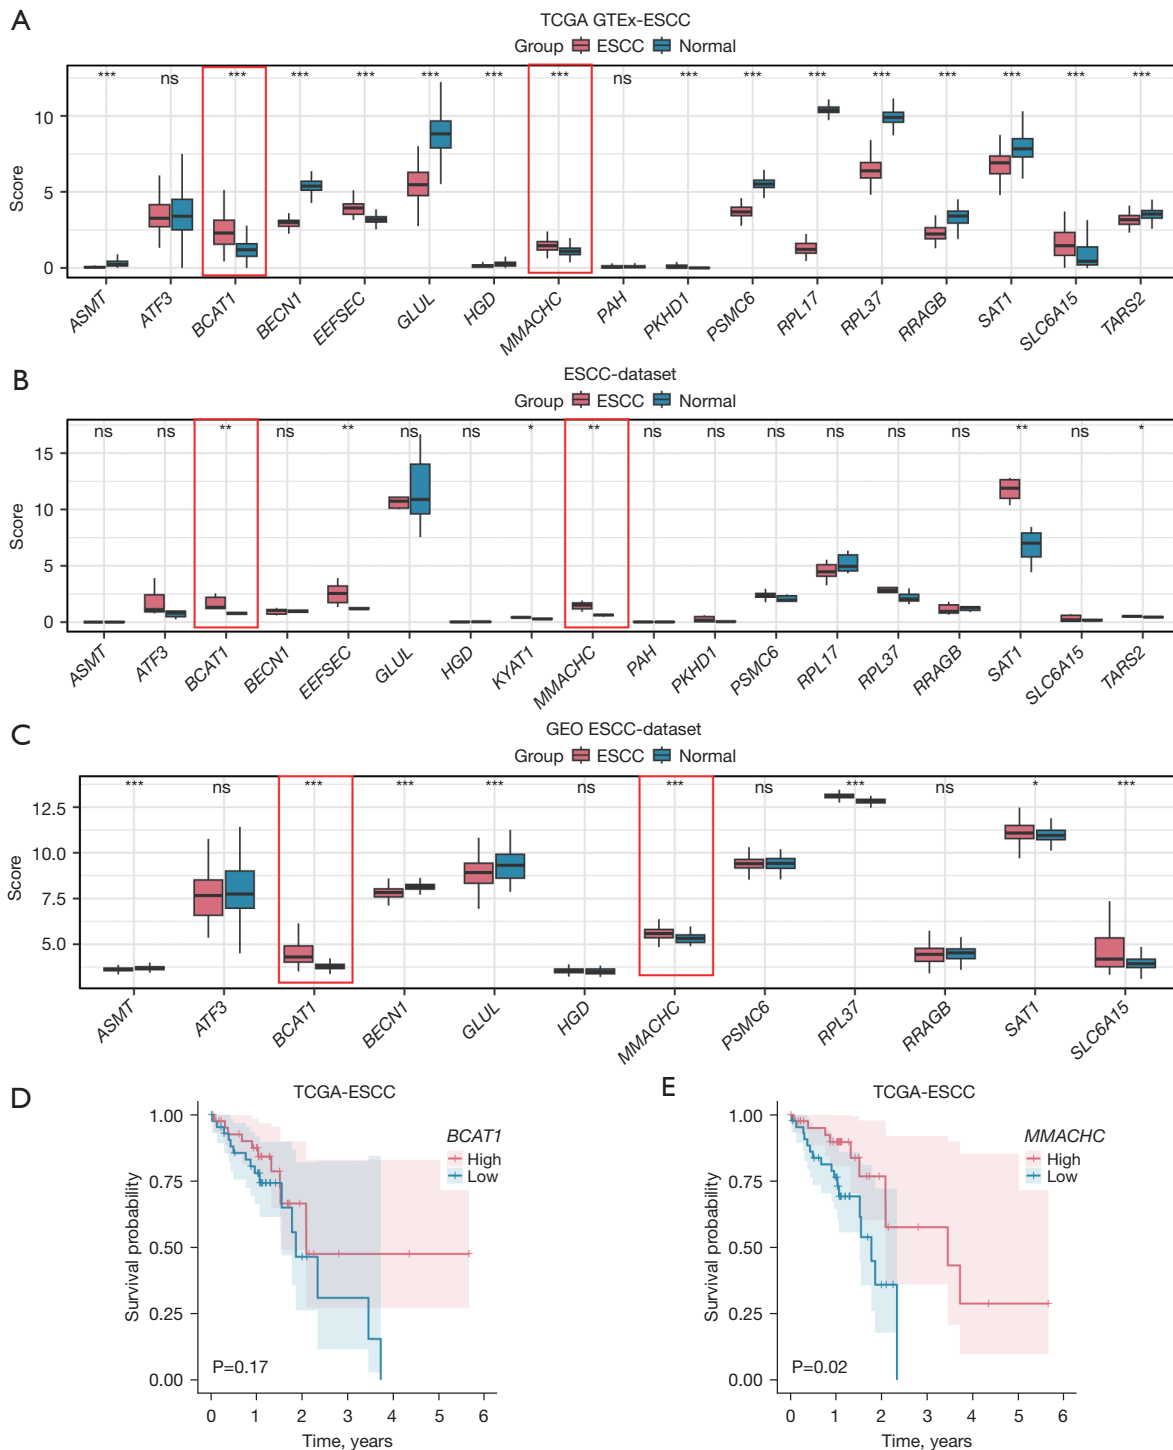 A
TCGA GTEx-ESCC
Group ESCC Normal
*** ns *** *** *** *** *** *** ns *** *** *** *** *** *** *** ***
10
5
0
Score
ASMT ATF3 BCAT1 BECN1 EEFSEC GLUL HGD MMACHC PAH PKHD1 PSMC6 RPL17 RPL37 RRAGB SAT1 SLC6A15 TARS2
B
ESCC-dataset
Group ESCC Normal
ns ns ** ns ** ns ns * ** ns ns ns ns ns ns ** ns *
15
10
5
0
Score
ASMT ATF3 BCAT1 BECN1 EEFSEC GLUL HGD KYAT1 MMACHC PAH PKHD1 PSMC6 RPL17 RPL37 RRAGB SAT1 SLC6A15 TARS2
C
GEO ESCC-dataset
Group ESCC Normal
*** ns *** *** *** ns *** ns *** ns * ***
12.5
10.0
7.5
5.0
Score
ASMT ATF3 BCAT1 BECN1 GLUL HGD MMACHC PSMC6 RPL37 RRAGB SAT1 SLC6A15
D
TCGA-ESCC
BCAT1
High
Low
1.00
0.75
0.50
0.25
0.00
Survival probability
P=0.17
0 1 2 3 4 5 6
Time, years
E
TCGA-ESCC
MMACHC
High
Low
1.00
0.75
0.50
0.25
0.00
Survival probability
P=0.02
0 1 2 3 4 5 6
Time, years